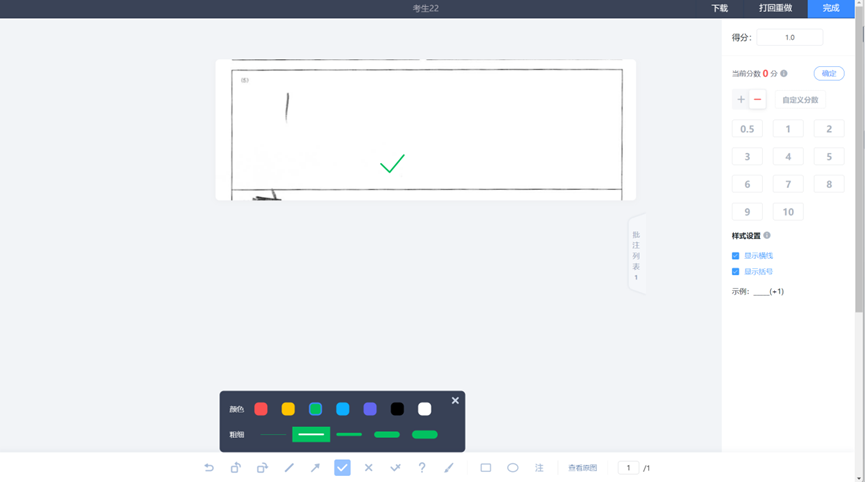 考生22
下载
打回重做
完成
得分：
1.0
当前分数 0 分
确定
+
−
自定义分数
0.5
1
2
3
4
5
6
7
8
9
10
样式设置
显示横线
显示括号
示例：____(+1)
批注列表
1
颜色
粗细
注
查看原图
1
/1